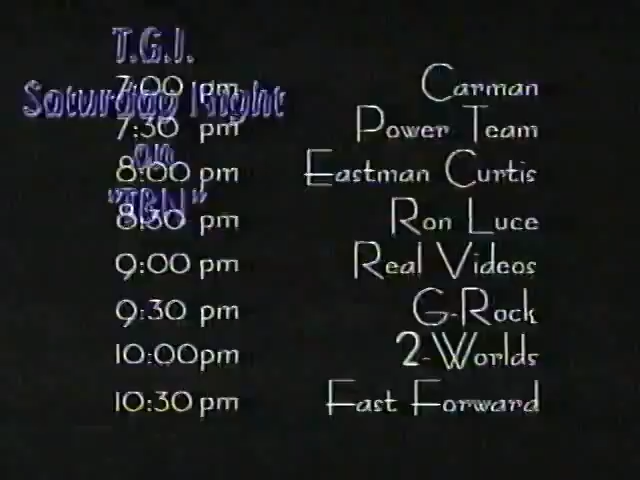 T.G.I.
Saturday Night
on
"TBN"
7:00 pm Carman
7:30 pm Power Team
8:00 pm Eastman Curtis
8:30 pm Ron Luce
9:00 pm Real Videos
9:30 pm G-Rock
10:00pm 2-Worlds
10:30 pm Fast Forward